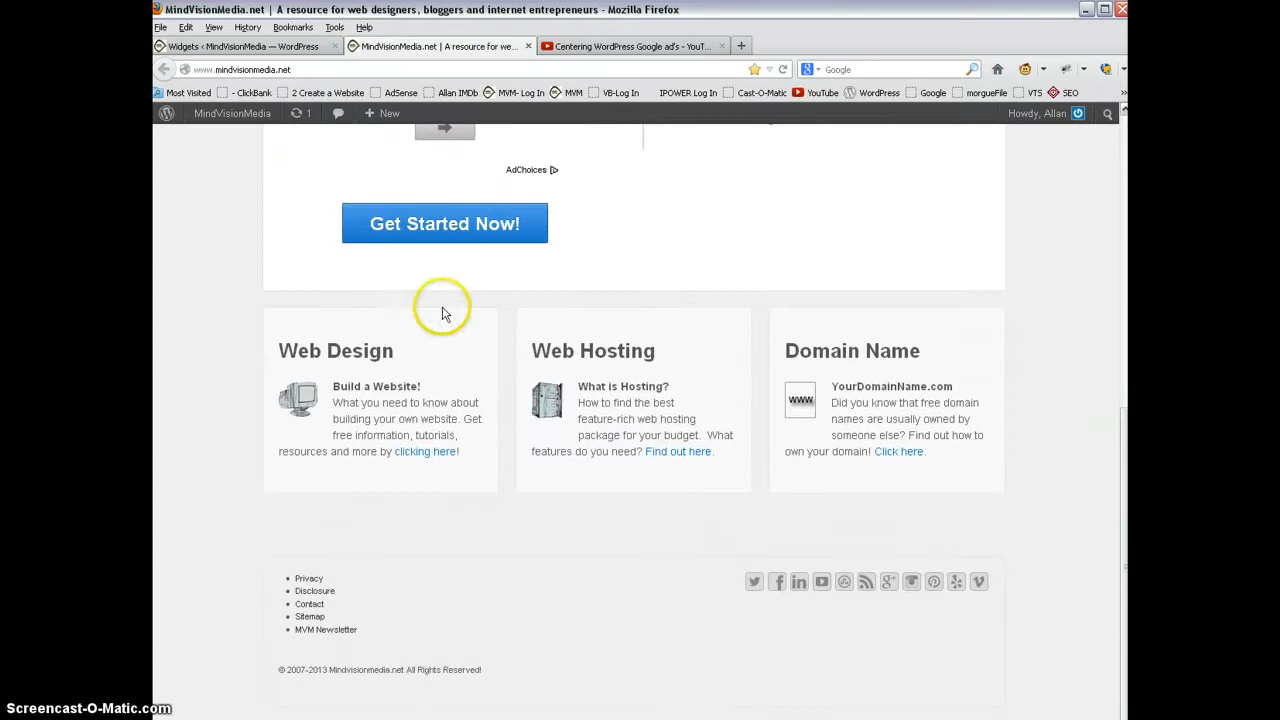 MindVisionMedia.net | A resource for web designers, bloggers and internet entrepreneurs - Mozilla Firefox
File Edit View History Bookmarks Tools Help
Widgets ‹ MindVisionMedia — WordPress × MindVisionMedia.net | A resource for we... × Centering WordPress Google ad's - YouT... × +
www.mindvisionmedia.net Google
Most Visited - ClickBank 2 Create a Website AdSense Allan IMDb MVM- Log In MVM VB-Log In IPOWER Log In Cast-O-Matic YouTube WordPress Google morgueFile VTS SEO »
MindVisionMedia 1 + New Howdy, Allan
AdChoices
Get Started Now!
Web Design
Build a Website!
What you need to know about
building your own website. Get
free information, tutorials,
resources and more by clicking here!
Web Hosting
What is Hosting?
How to find the best
feature-rich web hosting
package for your budget. What
features do you need? Find out here.
Domain Name
www
YourDomainName.com
Did you know that free domain
names are usually owned by
someone else? Find out how to
own your domain! Click here.
Privacy
Disclosure
Contact
Sitemap
MVM Newsletter
© 2007-2013 Mindvisionmedia.net All Rights Reserved!
Screencast-O-Matic.com